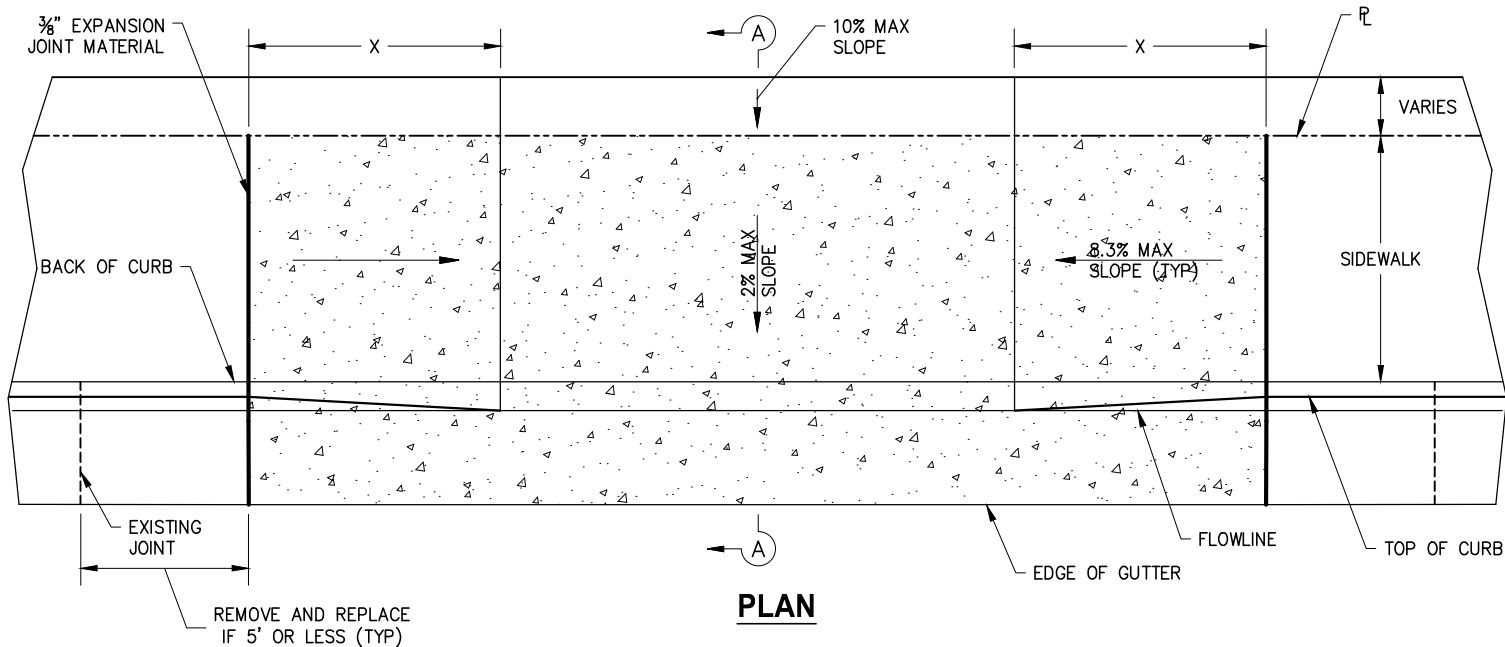 ⅜" EXPANSION
JOINT MATERIAL
X
A
10% MAX
SLOPE
X
PL
VARIES
BACK OF CURB
2% MAX
SLOPE
8.3% MAX
SLOPE (TYP)
SIDEWALK
EXISTING
JOINT
A
FLOWLINE
TOP OF CURB
EDGE OF GUTTER
REMOVE AND REPLACE
IF 5' OR LESS (TYP)
PLAN